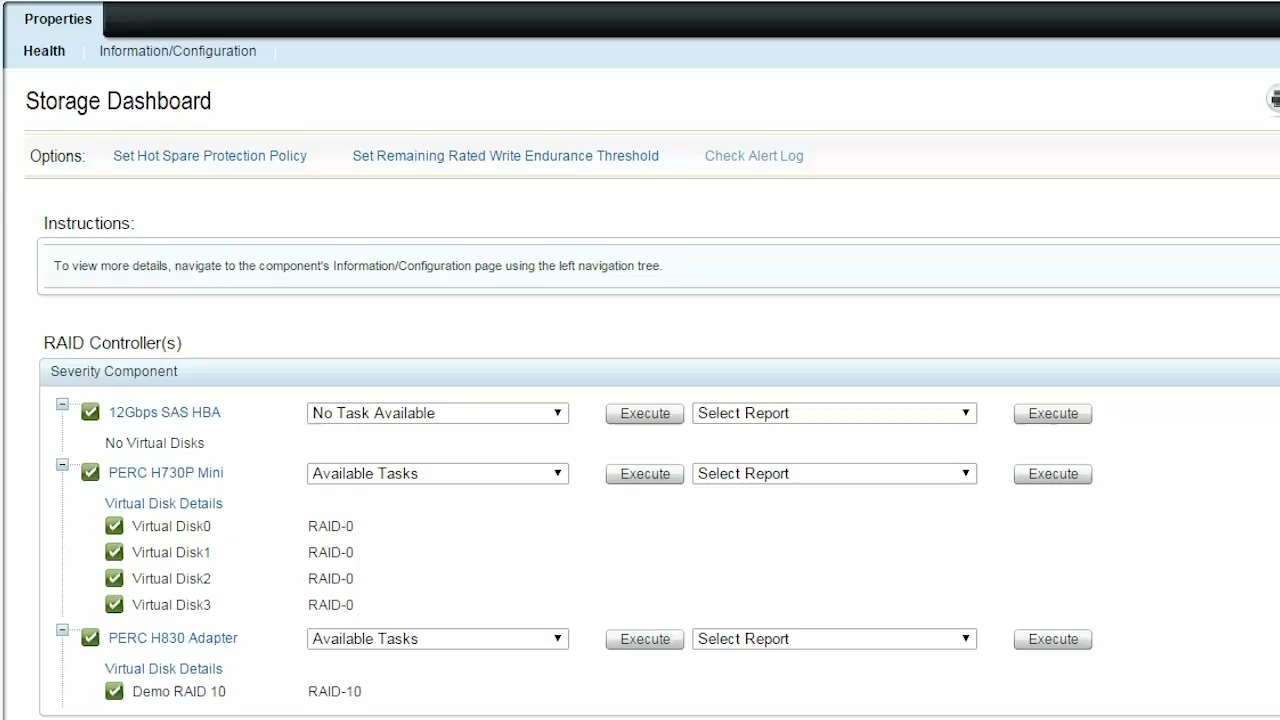 Properties
Health Information/Configuration
Storage Dashboard
Options: Set Hot Spare Protection Policy Set Remaining Rated Write Endurance Threshold Check Alert Log
Instructions:
To view more details, navigate to the component's Information/Configuration page using the left navigation tree.
RAID Controller(s)
Severity Component
12Gbps SAS HBA No Task Available Execute Select Report Execute
No Virtual Disks
PERC H730P Mini Available Tasks Execute Select Report Execute
Virtual Disk Details
Virtual Disk0 RAID-0
Virtual Disk1 RAID-0
Virtual Disk2 RAID-0
Virtual Disk3 RAID-0
PERC H830 Adapter Available Tasks Execute Select Report Execute
Virtual Disk Details
Demo RAID 10 RAID-10